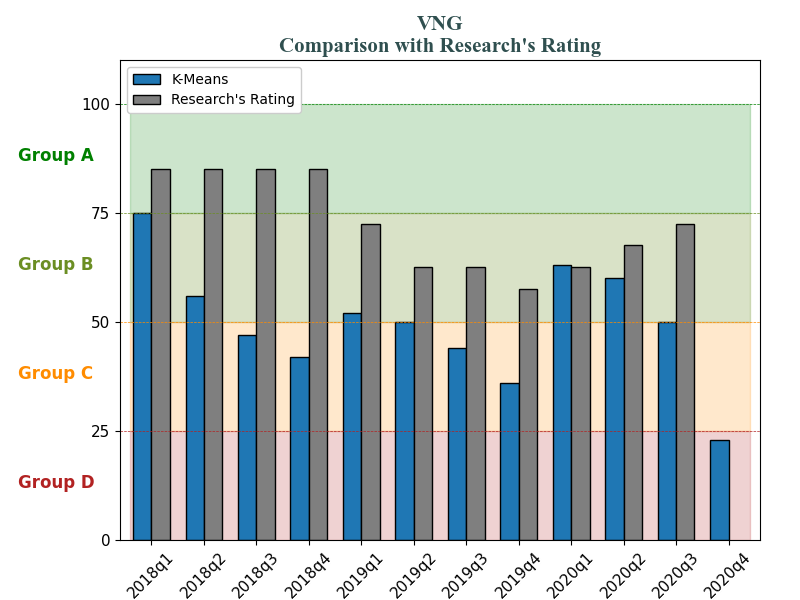 VNG
Comparison with Research's Rating
K-Means
Research's Rating
100
Group A
75
Group B
50
Group C
25
Group D
0
2018q1
2018q2
2018q3
2018q4
2019q1
2019q2
2019q3
2019q4
2020q1
2020q2
2020q3
2020q4